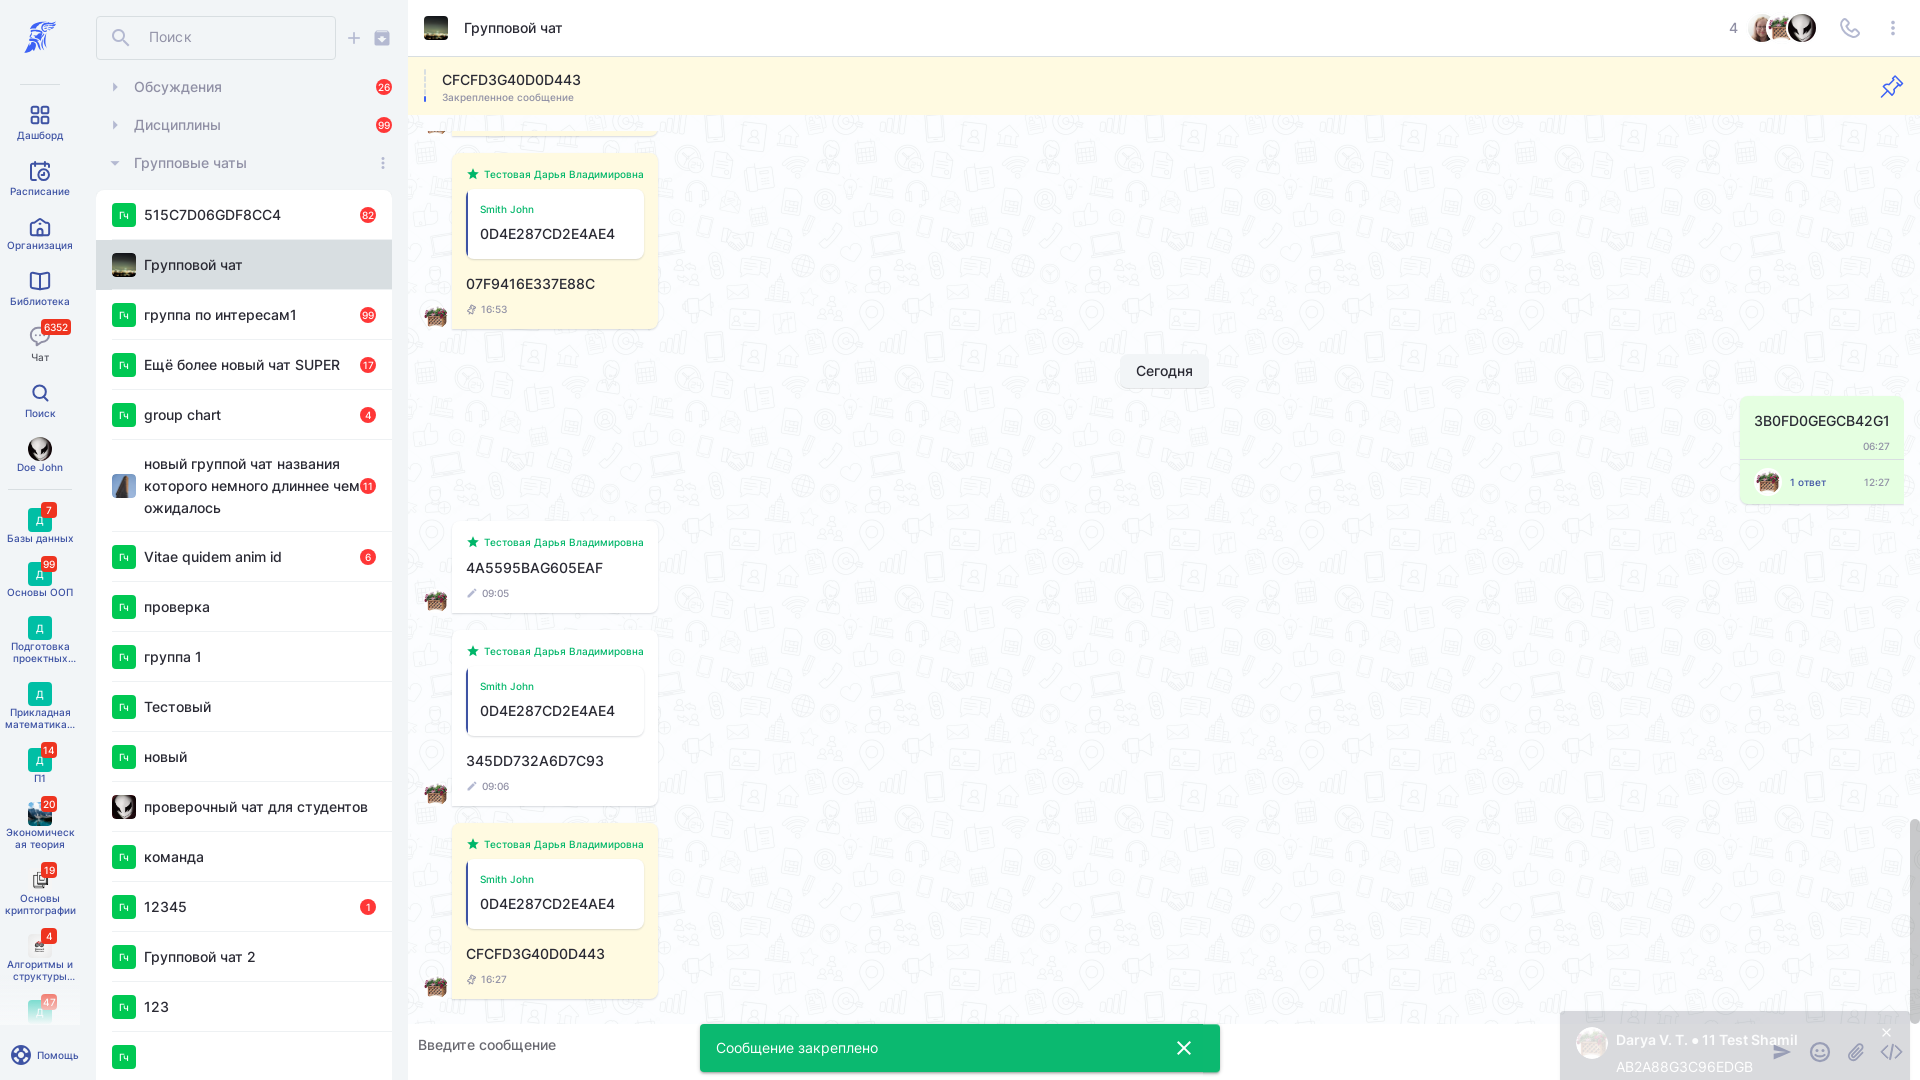 Дашборд
Расписание
Организация
Библиотека
6352
Чат
Поиск
Doe John
7
Д
Базы данных
99
Д
Основы ООП
Д
Подготовка
проектных...
Д
Прикладная
математика...
14
Д
П1
20
Экономическ
ая теория
19
Основы
криптографии
4
Алгоритмы и
структуры...
47
Д
Помощь
Поиск
Обсуждения
26
Дисциплины
99
Групповые чаты
Гч 515C7D06GDF8CC4 82
Групповой чат
Гч группа по интересам1 99
Гч Ещё более новый чат SUPER 17
Гч group chart 4
новый группой чат названия
которого немного длиннее чем 11
ожидалось
Гч Vitae quidem anim id 6
Гч проверка
Гч группа 1
Гч Тестовый
Гч новый
проверочный чат для студентов
Гч команда
Гч 12345 1
Гч Групповой чат 2
Гч 123
Гч
Групповой чат
4
CFCFD3G40D0D443
Закрепленное сообщение
Тестовая Дарья Владимировна
Smith John
0D4E287CD2E4AE4
07F9416E337E88C
16:53
Сегодня
3B0FD0GEGCB42G1
06:27
1 ответ 12:27
Тестовая Дарья Владимировна
4A5595BAG605EAF
09:05
Тестовая Дарья Владимировна
Smith John
0D4E287CD2E4AE4
345DD732A6D7C93
09:06
Тестовая Дарья Владимировна
Smith John
0D4E287CD2E4AE4
CFCFD3G40D0D443
16:27
Введите сообщение
Сообщение закреплено
Darya V. T. ● 11 Test Shamil
AB2A88G3C96EDGB